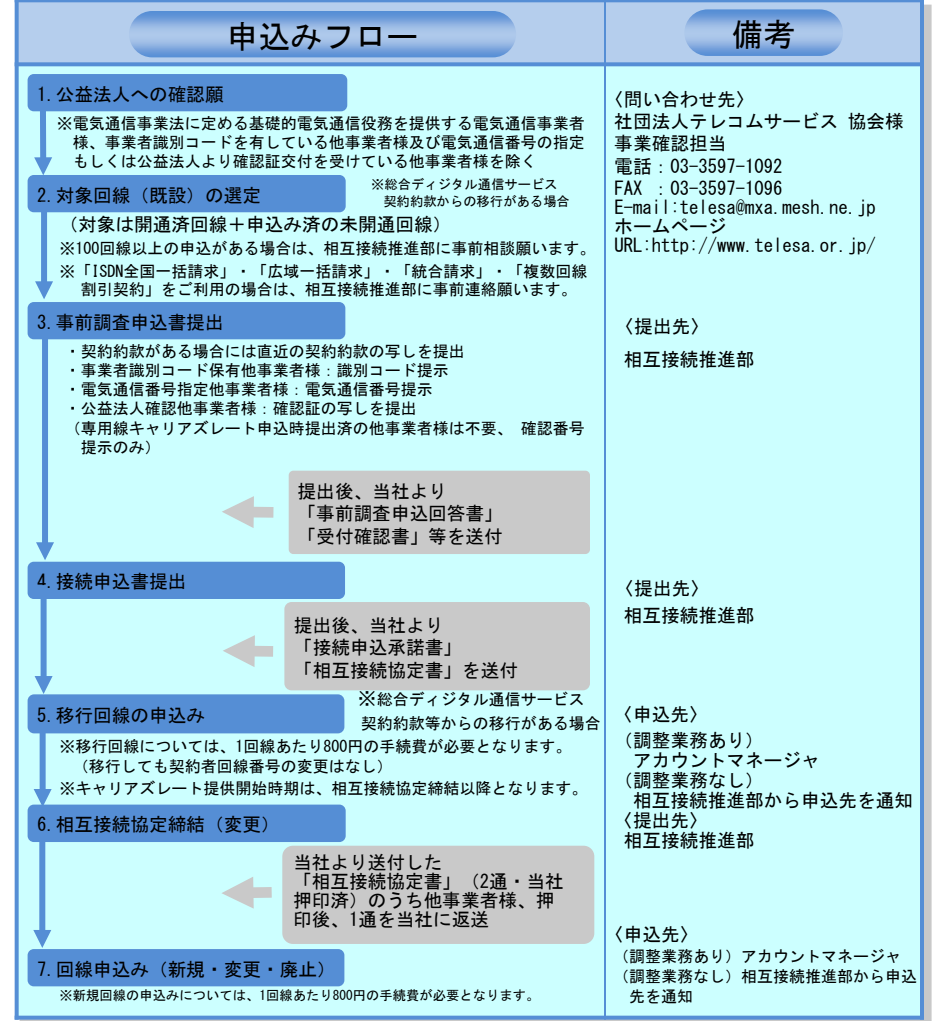 申込みフロー
備考
1.公益法人への確認願
※電気通信事業法に定める基礎的電気通信役務を提供する電気通信事業者
様、事業者識別コードを有している他事業者様及び電気通信番号の指定
もしくは公益法人より確認証交付を受けている他事業者様を除く
2.対象回線（既設）の選定
※総合ディジタル通信サービス
契約約款からの移行がある場合
（対象は開通済回線＋申込み済の未開通回線）
※100回線以上の申込がある場合は、相互接続推進部に事前相談願います。
※「ISDN全国一括請求」・「広域一括請求」・「統合請求」・「複数回線
割引契約」をご利用の場合は、相互接続推進部に事前連絡願います。
3.事前調査申込書提出
・契約約款がある場合には直近の契約約款の写しを提出
・事業者識別コード保有他事業者様：識別コード提示
・電気通信番号指定他事業者様：電気通信番号提示
・公益法人確認他事業者様：確認証の写しを提出
（専用線キャリアズレート申込時提出済の他事業者様は不要、 確認番号
提示のみ）
提出後、当社より
「事前調査申込回答書」
「受付確認書」等を送付
4.接続申込書提出
提出後、当社より
「接続申込承諾書」
「相互接続協定書」を送付
5.移行回線の申込み
※総合ディジタル通信サービス
契約約款等からの移行がある場合
※移行回線については、1回線あたり800円の手続費が必要となります。
（移行しても契約者回線番号の変更はなし）
※キャリアズレート提供開始時期は、相互接続協定締結以降となります。
6.相互接続協定締結（変更）
当社より送付した
「相互接続協定書」（2通・当社
押印済）のうち他事業者様、押
印後、1通を当社に返送
7.回線申込み（新規・変更・廃止）
※新規回線の申込みについては、1回線あたり800円の手続費が必要となります。
〈問い合わせ先〉
社団法人テレコムサービス 協会様
事業確認担当
電話：03-3597-1092
FAX ：03-3597-1096
E-mail:telesa@mxa.mesh.ne.jp
ホームページ
URL:http://www.telesa.or.jp/
〈提出先〉
相互接続推進部
〈提出先〉
相互接続推進部
〈申込先〉
（調整業務あり）
アカウントマネージャ
（調整業務なし）
相互接続推進部から申込先を通知
〈提出先〉
相互接続推進部
〈申込先〉
（調整業務あり）アカウントマネージャ
（調整業務なし）相互接続推進部から申込
先を通知